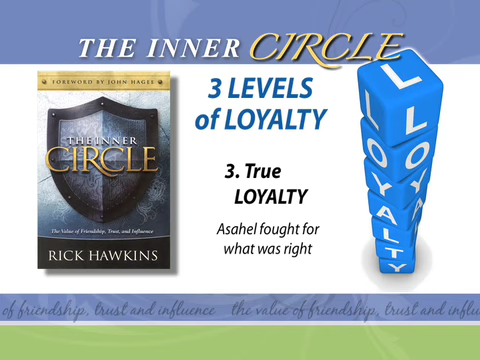 THE INNER CIRCLE
FOREWORD BY JOHN HAGEE
THE INNER
CIRCLE
The Value of Friendship, Trust, and Influence
RICK HAWKINS
3 LEVELS
of LOYALTY
3. True
LOYALTY
Asahel fought for
what was right
LOYALTY
LOYALTY
of friendship, trust and influence the value of friendship, trust and influence